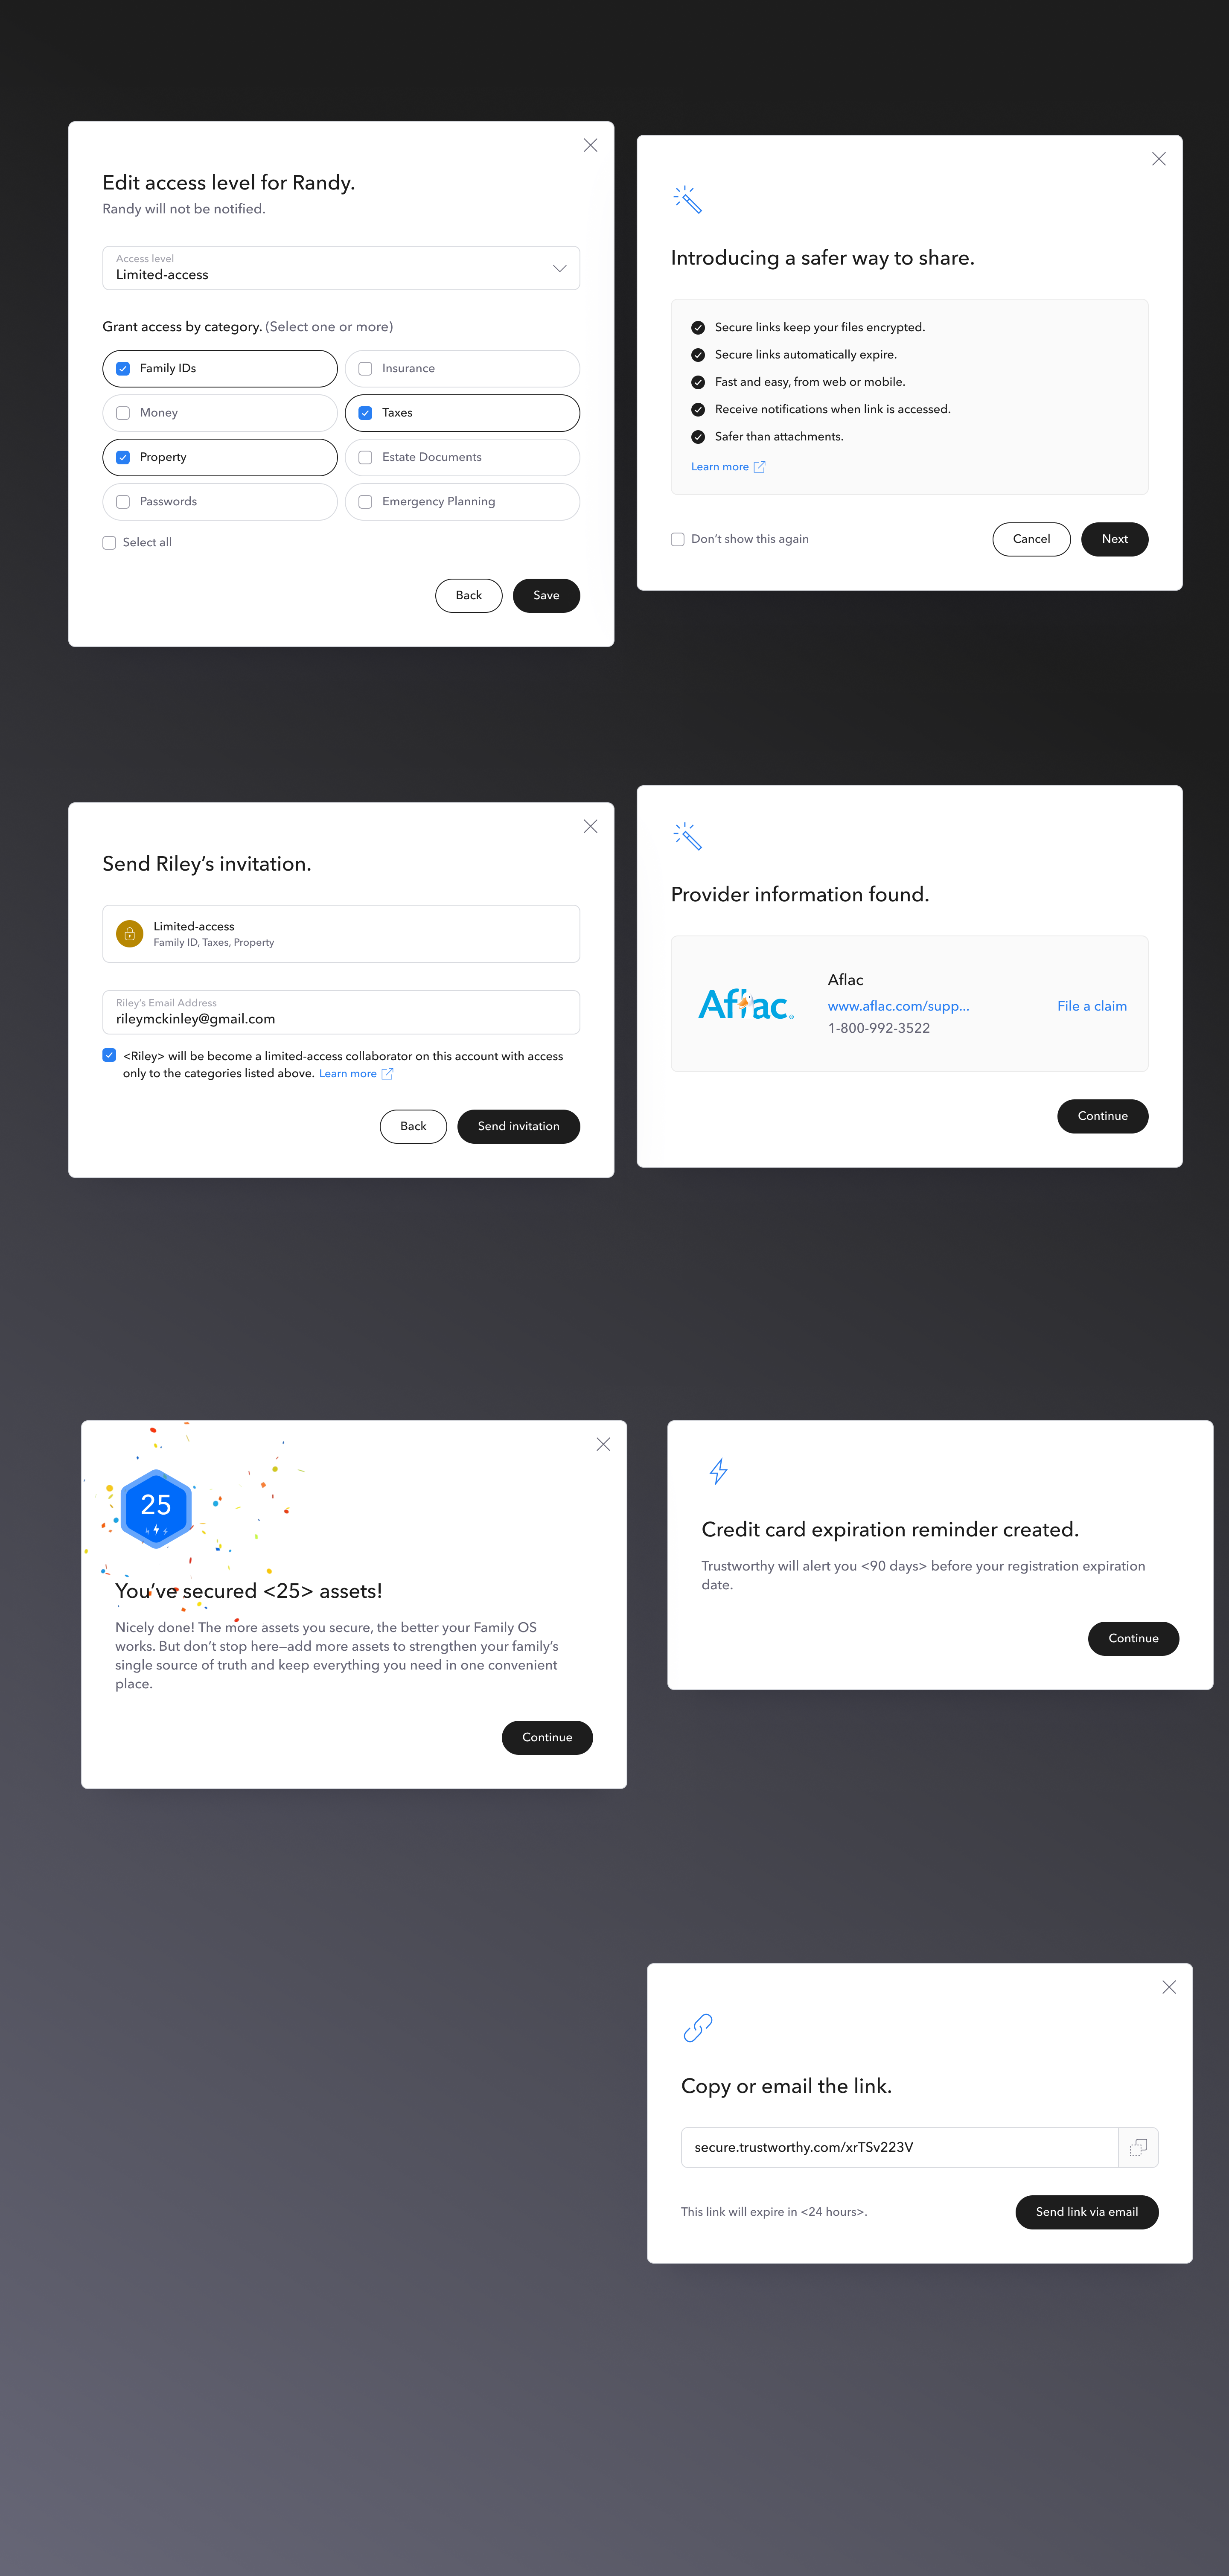 Edit access level for Randy.
Randy will not be notified.
Access level
Limited-access
Grant access by category. (Select one or more)
Family IDs
Insurance
Money
Taxes
Property
Estate Documents
Passwords
Emergency Planning
Select all
Back
Save
Introducing a safer way to share.
Secure links keep your files encrypted.
Secure links automatically expire.
Fast and easy, from web or mobile.
Receive notifications when link is accessed.
Safer than attachments.
Learn more
Don’t show this again
Cancel
Next
Send Riley’s invitation.
Limited-access
Family ID, Taxes, Property
Riley’s Email Address
rileymckinley@gmail.com
<Riley> will be become a limited-access collaborator on this account with access
only to the categories listed above. Learn more
Back
Send invitation
Provider information found.
Aflac
Aflac
www.aflac.com/supp...
File a claim
1-800-992-3522
Continue
25
You’ve secured <25> assets!
Nicely done! The more assets you secure, the better your Family OS
works. But don’t stop here—add more assets to strengthen your family’s
single source of truth and keep everything you need in one convenient
place.
Continue
Credit card expiration reminder created.
Trustworthy will alert you <90 days> before your registration expiration
date.
Continue
Copy or email the link.
secure.trustworthy.com/xrTSv223V
This link will expire in <24 hours>.
Send link via email